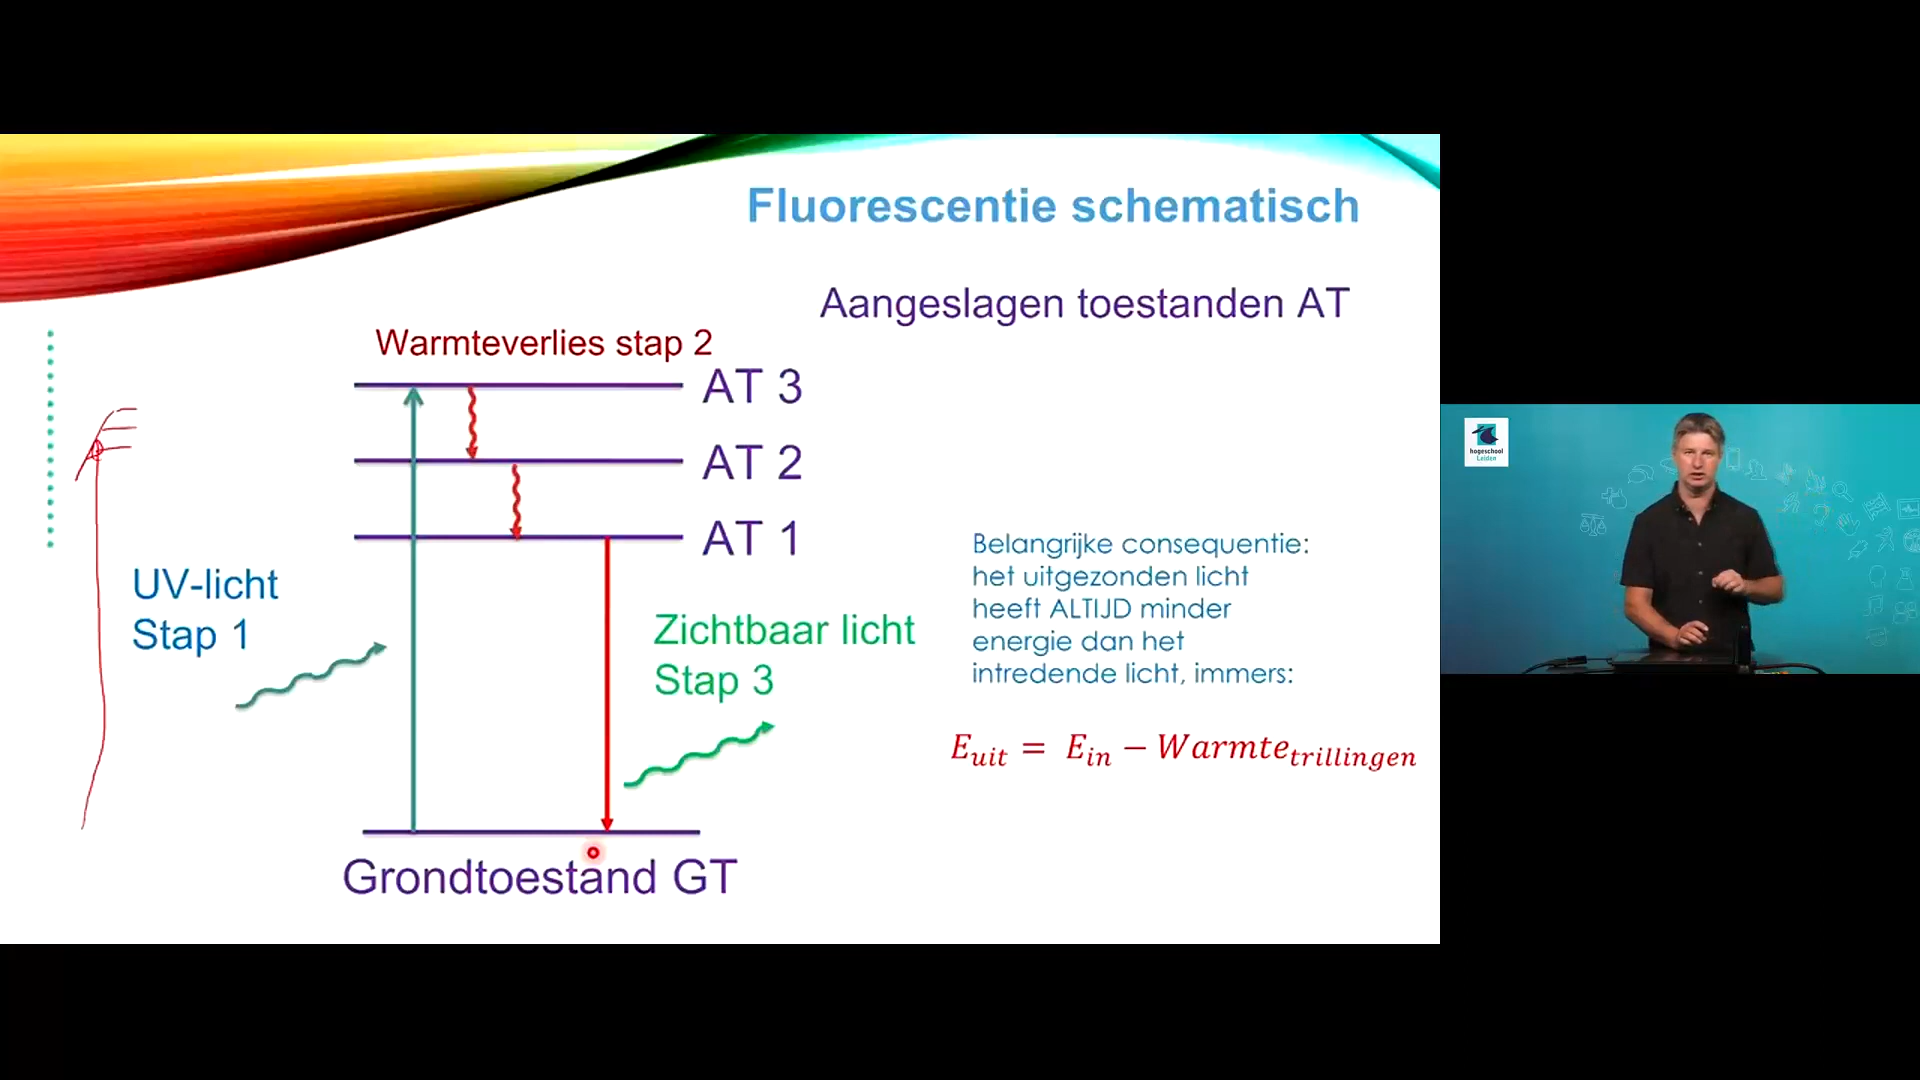 Fluorescentie schematisch
Aangeslagen toestanden AT
Warmteverlies stap 2
AT 3
AT 2
AT 1
UV-licht
Stap 1
Zichtbaar licht
Stap 3
Grondtoestand GT
Belangrijke consequentie:
het uitgezonden licht
heeft ALTIJD minder
energie dan het
intredende licht, immers:
E_uit = E_in − Warmte_trillingen
hogeschool
Leiden